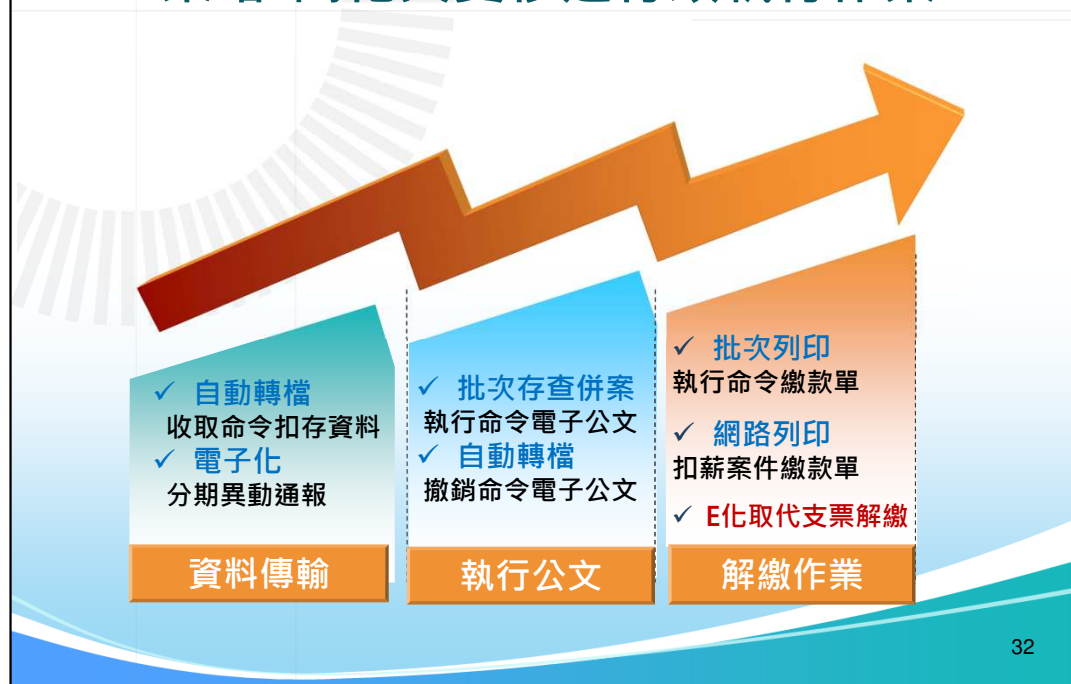 ✓ 自動轉檔
收取命令扣存資料
✓ 電子化
分期異動通報
資料傳輸
✓ 批次存查併案
執行命令電子公文
✓ 自動轉檔
撤銷命令電子公文
執行公文
✓ 批次列印
執行命令繳款單
✓ 網路列印
扣薪案件繳款單
✓ E化取代支票解繳
解繳作業
32